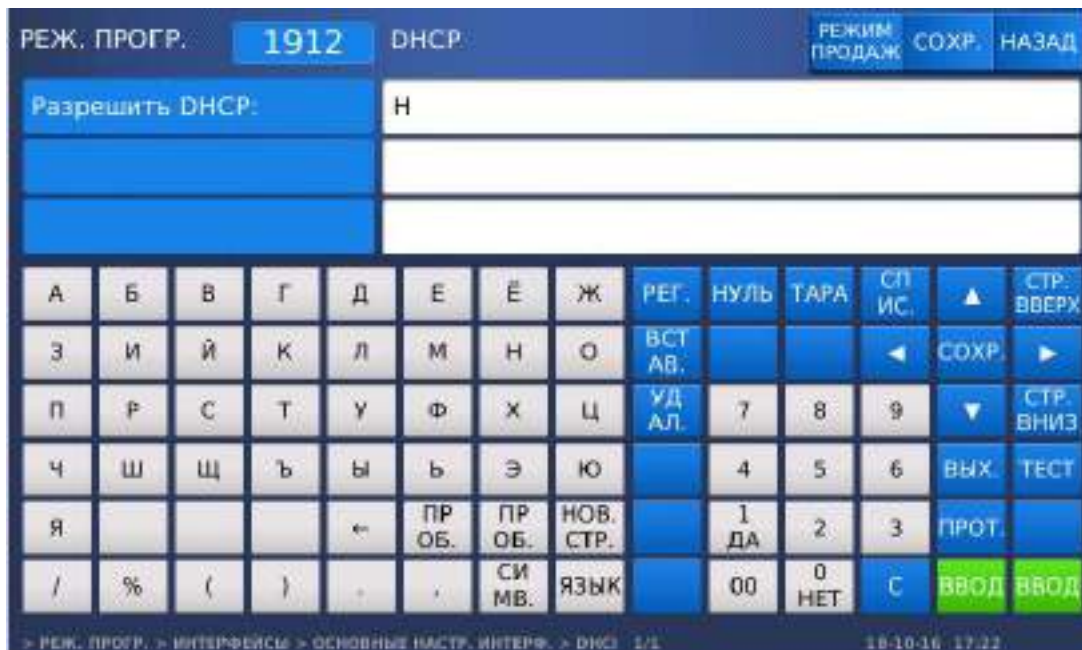 РЕЖ. ПРОГР. 1912 DHCP РЕЖИМ ПРОДАЖ СОХР. НАЗАД
Разрешить DHCP: Н
А Б В Г Д Е Ё Ж РЕГ. НУЛЬ ТАРА СП ИС. ▲ СТР. ВВЕРХ
З И Й К Л М Н О ВСТ АВ. ◄ СОХР. ►
П Р С Т У Ф Х Ц УД АЛ. 7 8 9 ▼ СТР. ВНИЗ
Ч Ш Щ Ъ Ы Ь Э Ю 4 5 6 ВЫХ. ТЕСТ
Я ← ПР ОБ. ПР ОБ. НОВ. СТР. 1 ДА 2 3 ПРОТ.
/ % ( ) . , СИ МВ. ЯЗЫК 00 0 НЕТ С ВВОД ВВОД
> РЕЖ. ПРОГР. > ИНТЕРФЕЙСЫ > ОСНОВНЫЕ НАСТР. ИНТЕРФ. > DHCP 1/1 18-10-16 17:22